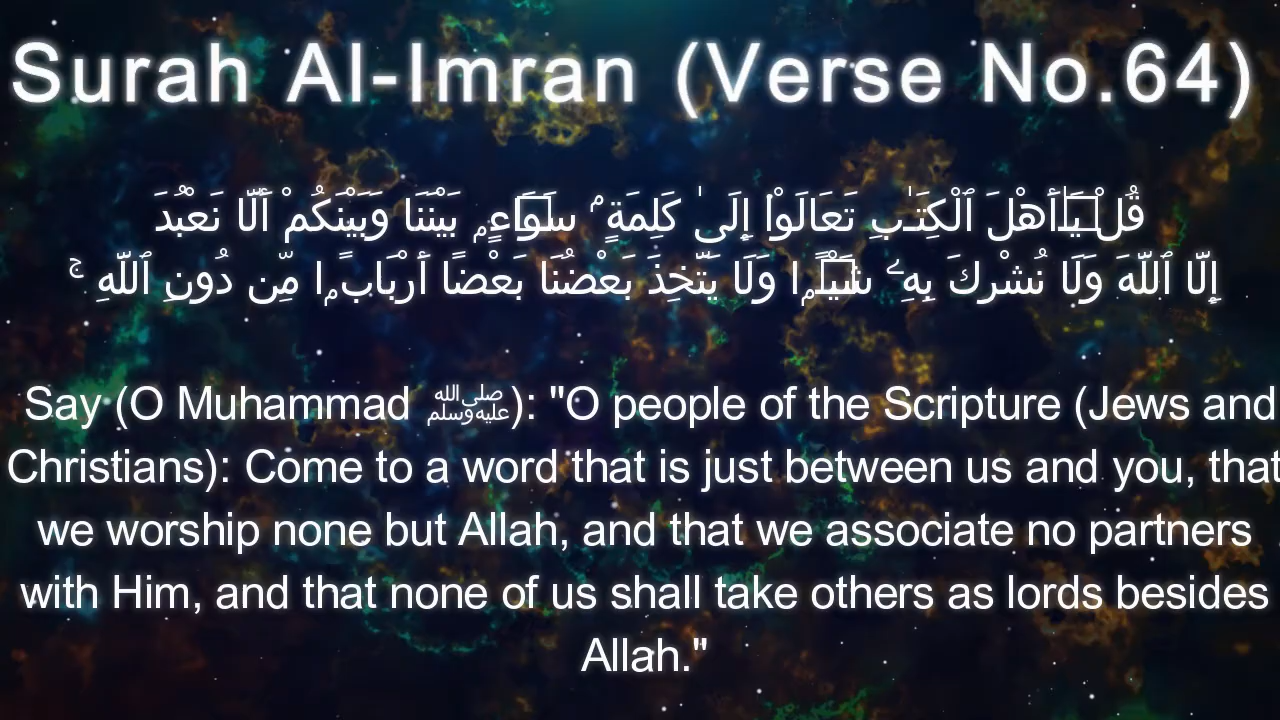 Surah Al-Imran (Verse No.64)
قُلْ يَـٰٓأَهْلَ ٱلْكِتَـٰبِ تَعَالَوْا۟ إِلَىٰ كَلِمَةٍۢ سَوَآءٍۭ بَيْنَنَا وَبَيْنَكُمْ أَلَّا نَعْبُدَ
إِلَّا ٱللَّهَ وَلَا نُشْرِكَ بِهِۦ شَيْـًۭٔا وَلَا يَتَّخِذَ بَعْضُنَا بَعْضًا أَرْبَابًۭا مِّن دُونِ ٱللَّهِ ۚ
Say (O Muhammad ﷺ): "O people of the Scripture (Jews and
Christians): Come to a word that is just between us and you, that
we worship none but Allah, and that we associate no partners
with Him, and that none of us shall take others as lords besides
Allah."